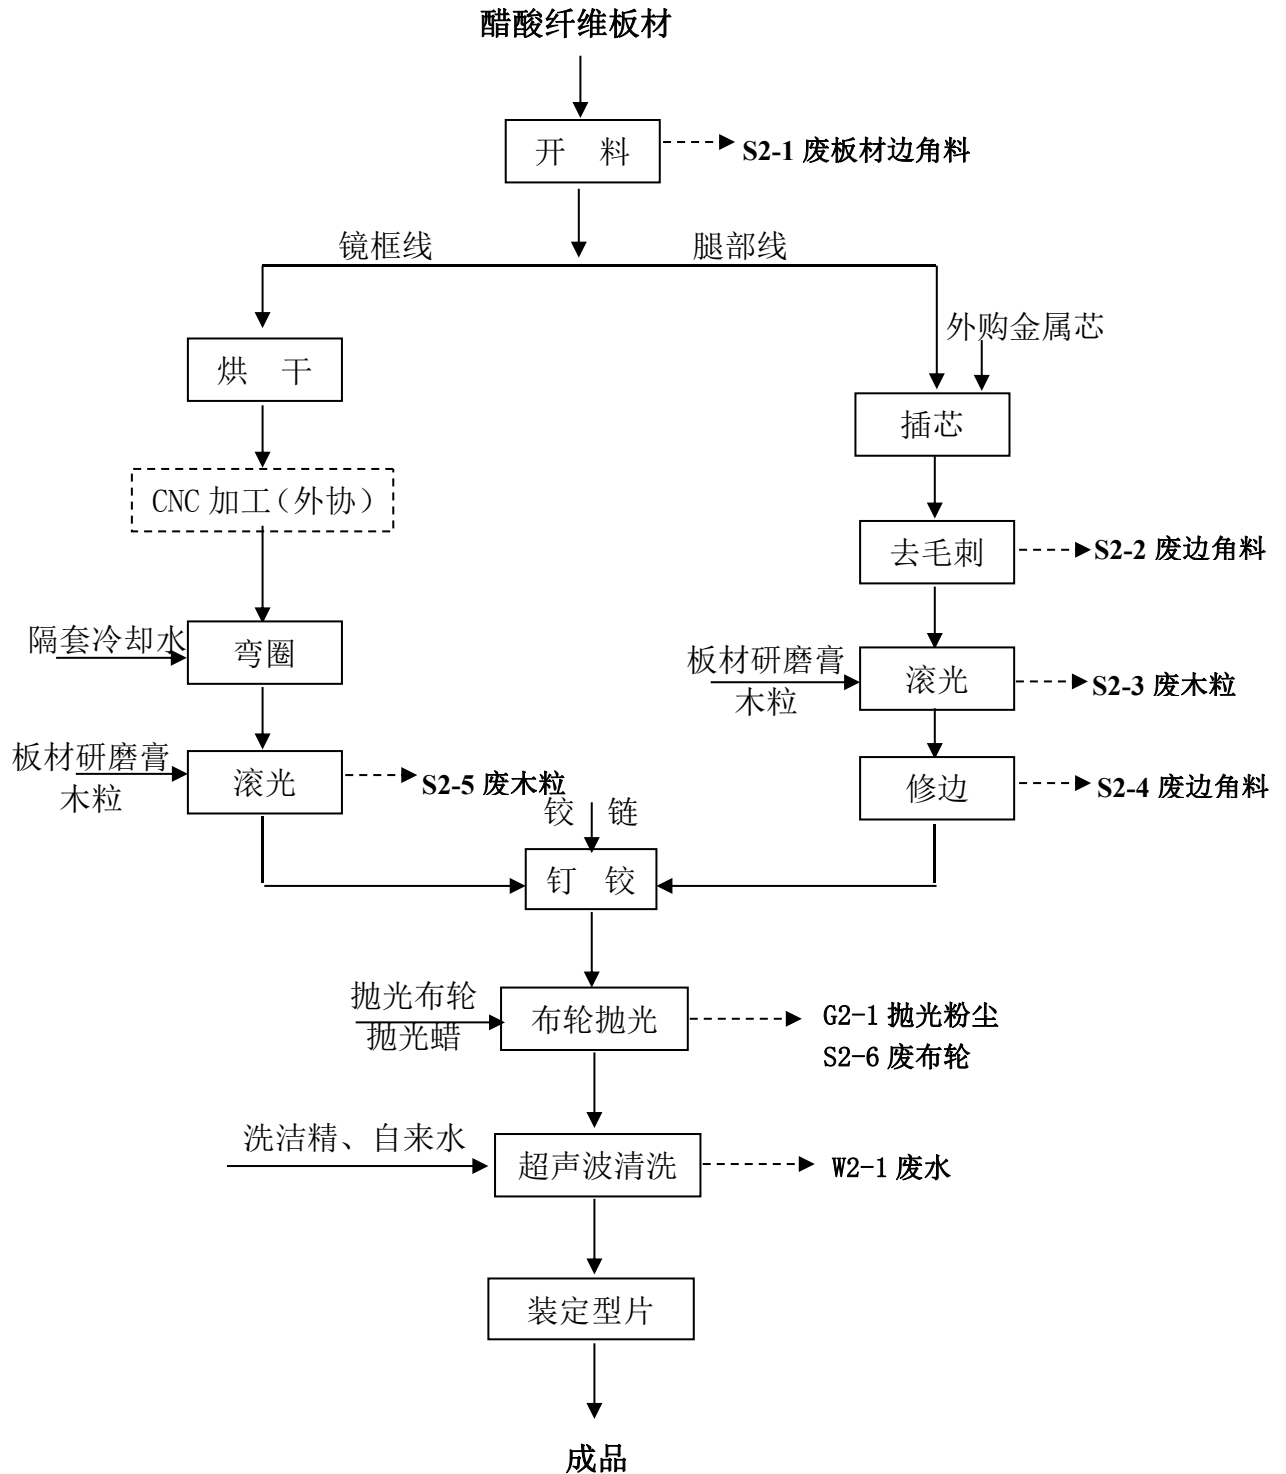 醋酸纤维板材
开 料
S2-1 废板材边角料
镜框线
腿部线
外购金属芯
烘 干
插芯
CNC 加工（外协）
去毛刺
S2-2 废边角料
隔套冷却水
弯圈
板材研磨膏
木粒
滚光
S2-3 废木粒
板材研磨膏
木粒
滚光
S2-5 废木粒
修边
S2-4 废边角料
铰 链
钉 铰
抛光布轮
抛光蜡
布轮抛光
G2-1 抛光粉尘
S2-6 废布轮
洗洁精、自来水
超声波清洗
W2-1 废水
装定型片
成品